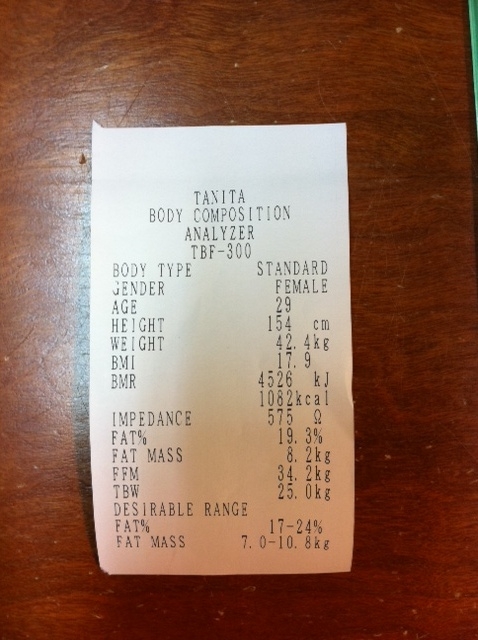 TANITA
BODY COMPOSITION
ANALYZER
TBF-300
BODY TYPE STANDARD
GENDER FEMALE
AGE 29
HEIGHT 154 cm
WEIGHT 42.4kg
BMI 17.9
BMR 4526 kJ
1082kcal
IMPEDANCE 575 Ω
FAT% 19.3%
FAT MASS 8.2kg
FFM 34.2kg
TBW 25.0kg
DESIRABLE RANGE
FAT% 17-24%
FAT MASS 7.0-10.8kg